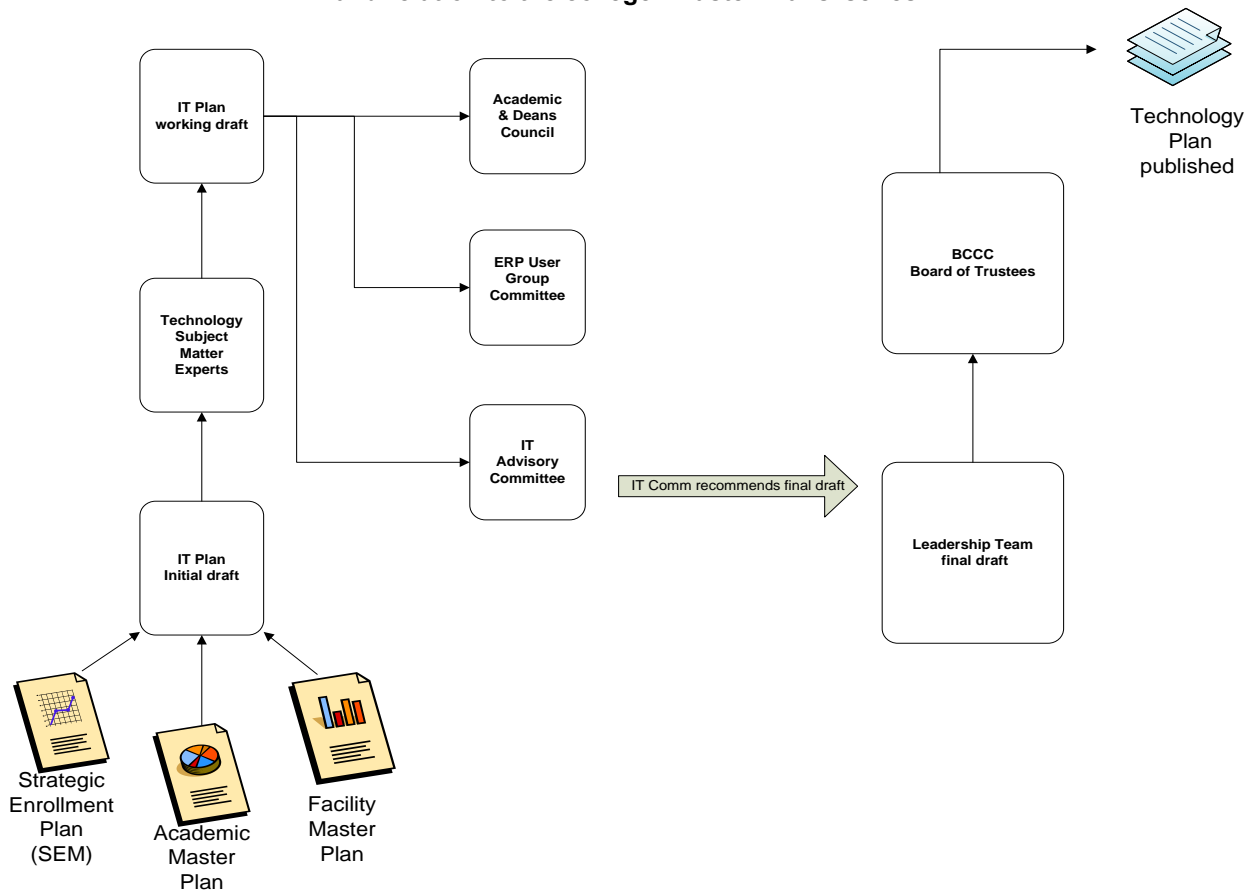 IT Plan
working draft
Academic
& Deans
Council
Technology
Plan
published
ERP User
Group
Committee
BCCC
Board of Trustees
Technology
Subject
Matter
Experts
IT
Advisory
Committee
IT Comm recommends final draft
IT Plan
Initial draft
Leadership Team
final draft
Strategic
Enrollment
Plan
(SEM)
Academic
Master
Plan
Facility
Master
Plan